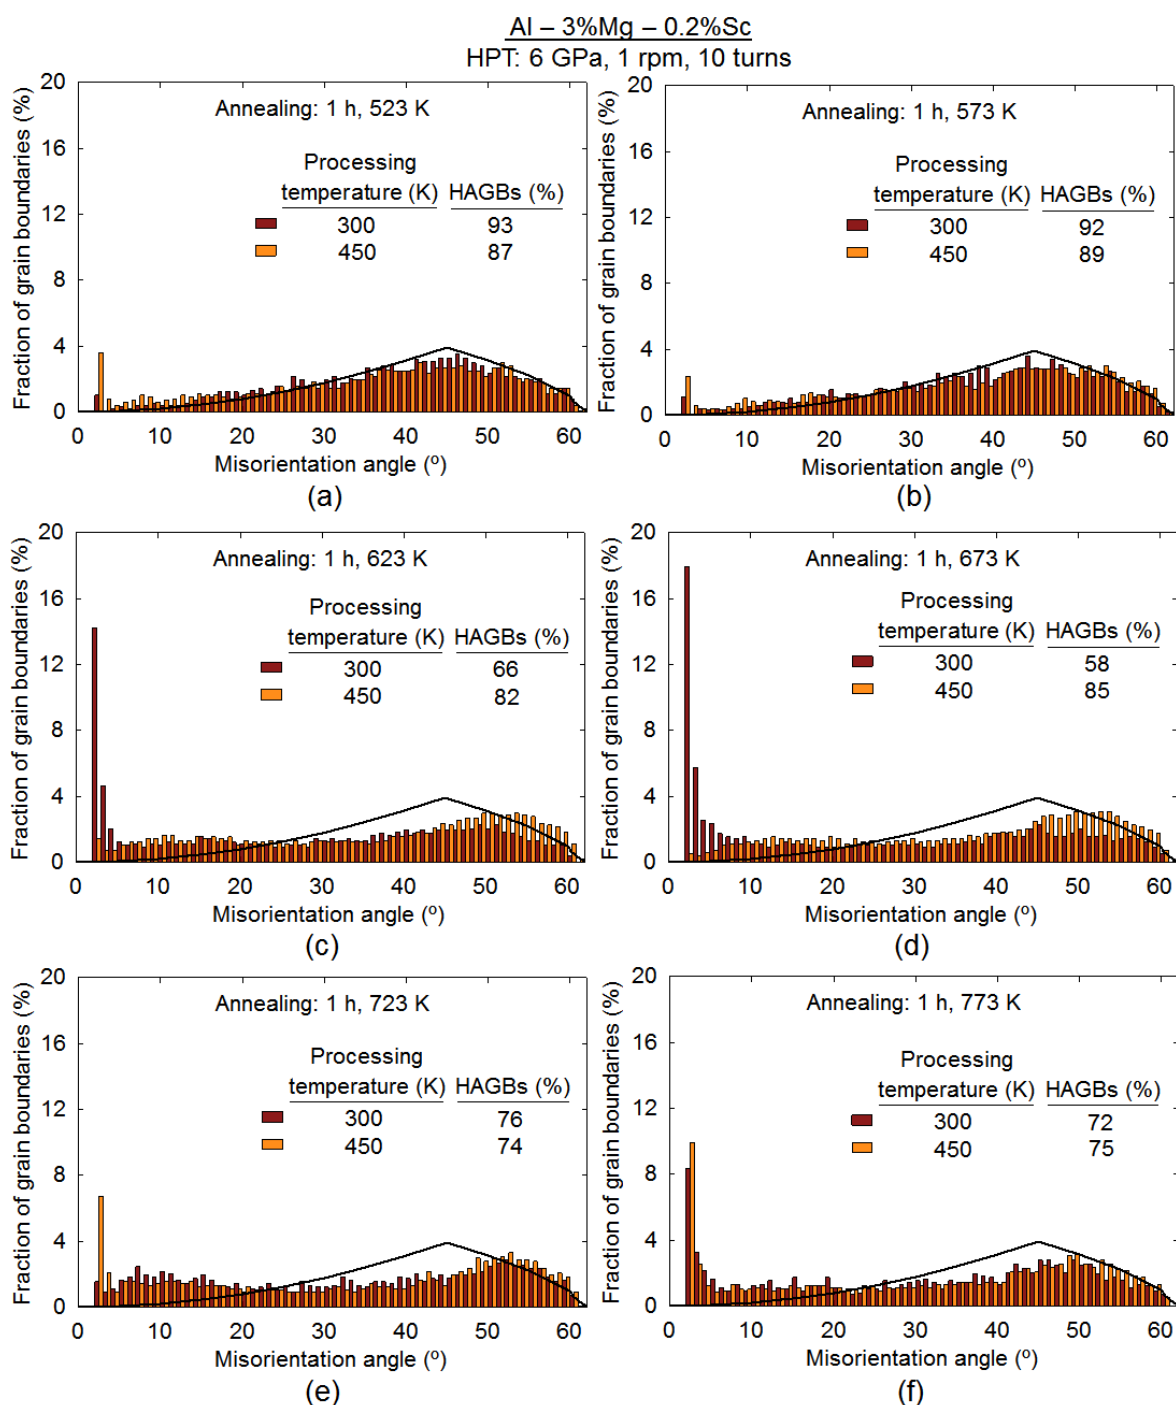 Al – 3%Mg – 0.2%Sc
HPT: 6 GPa, 1 rpm, 10 turns
Fraction of grain boundaries (%)
20
16
12
8
4
0
Annealing: 1 h, 523 K
Processing
temperature (K) HAGBs (%)
300 93
450 87
0 10 20 30 40 50 60
Misorientation angle (º)
(a)
Fraction of grain boundaries (%)
20
16
12
8
4
0
Annealing: 1 h, 573 K
Processing
temperature (K) HAGBs (%)
300 92
450 89
0 10 20 30 40 50 60
Misorientation angle (º)
(b)
Fraction of grain boundaries (%)
20
16
12
8
4
0
Annealing: 1 h, 623 K
Processing
temperature (K) HAGBs (%)
300 66
450 82
0 10 20 30 40 50 60
Misorientation angle (º)
(c)
Fraction of grain boundaries (%)
20
16
12
8
4
0
Annealing: 1 h, 673 K
Processing
temperature (K) HAGBs (%)
300 58
450 85
0 10 20 30 40 50 60
Misorientation angle (º)
(d)
Fraction of grain boundaries (%)
20
16
12
8
4
0
Annealing: 1 h, 723 K
Processing
temperature (K) HAGBs (%)
300 76
450 74
0 10 20 30 40 50 60
Misorientation angle (º)
(e)
Fraction of grain boundaries (%)
20
16
12
8
4
0
Annealing: 1 h, 773 K
Processing
temperature (K) HAGBs (%)
300 72
450 75
0 10 20 30 40 50 60
Misorientation angle (º)
(f)